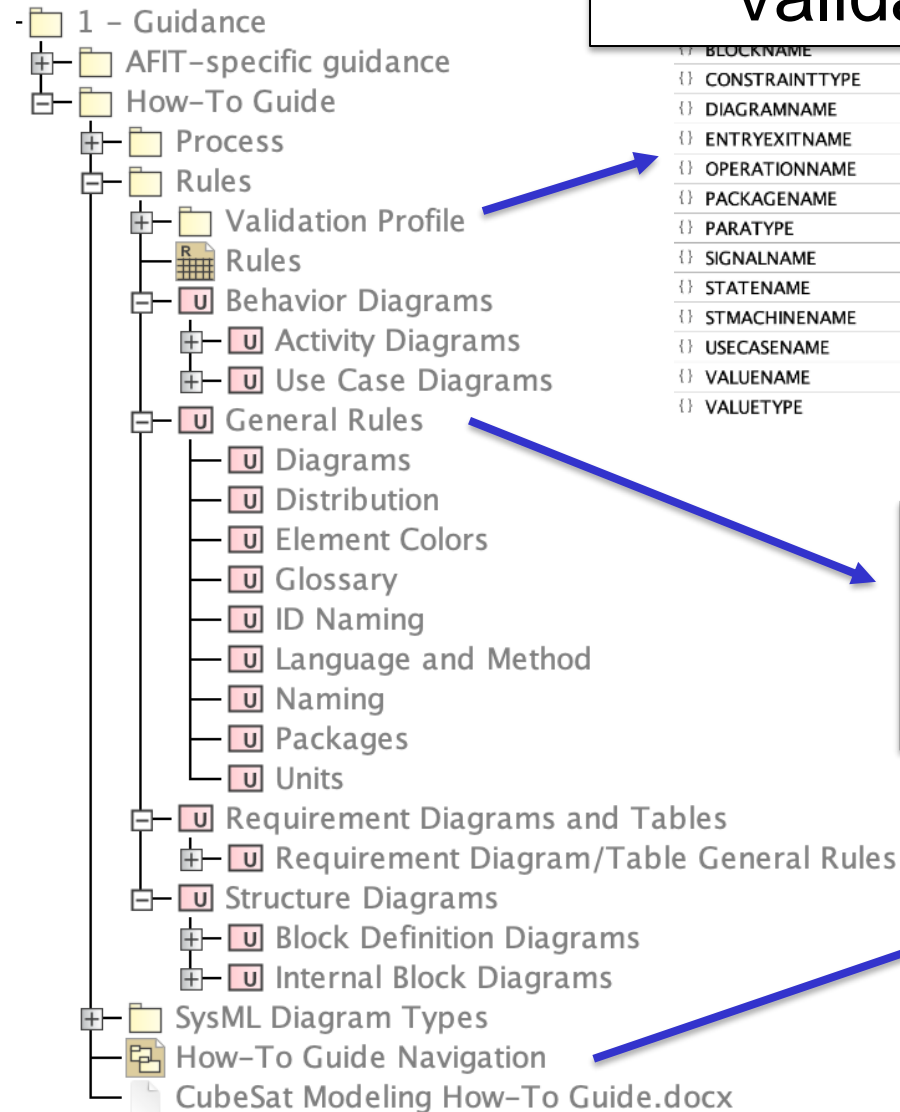 1 – Guidance
AFIT-specific guidance
How-To Guide
Process
Rules
Validation Profile
R
Rules
U Behavior Diagrams
U Activity Diagrams
U Use Case Diagrams
U General Rules
U Diagrams
U Distribution
U Element Colors
U Glossary
U ID Naming
U Language and Method
U Naming
U Packages
U Units
U Requirement Diagrams and Tables
U Requirement Diagram/Table General Rules
U Structure Diagrams
U Block Definition Diagrams
U Internal Block Diagrams
SysML Diagram Types
How-To Guide Navigation
CubeSat Modeling How-To Guide.docx
{} BLOCKNAME
{} CONSTRAINTTYPE
{} DIAGRAMNAME
{} ENTRYEXITNAME
{} OPERATIONNAME
{} PACKAGENAME
{} PARATYPE
{} SIGNALNAME
{} STATENAME
{} STMACHINENAME
{} USECASENAME
{} VALUENAME
{} VALUETYPE